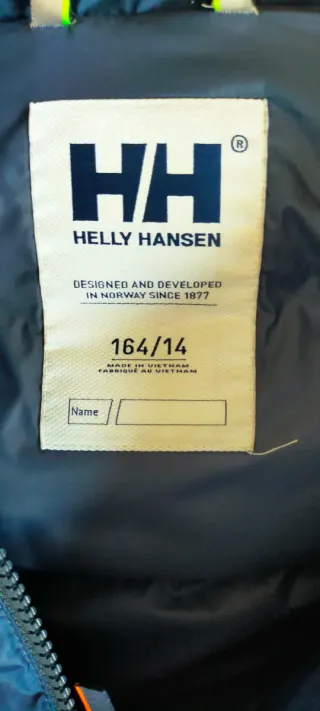 HH ®
HELLY HANSEN
DESIGNED AND DEVELOPED
IN NORWAY SINCE 1877
164/14
MADE IN VIETNAM
FABRIQUÉ AU VIETNAM
Name